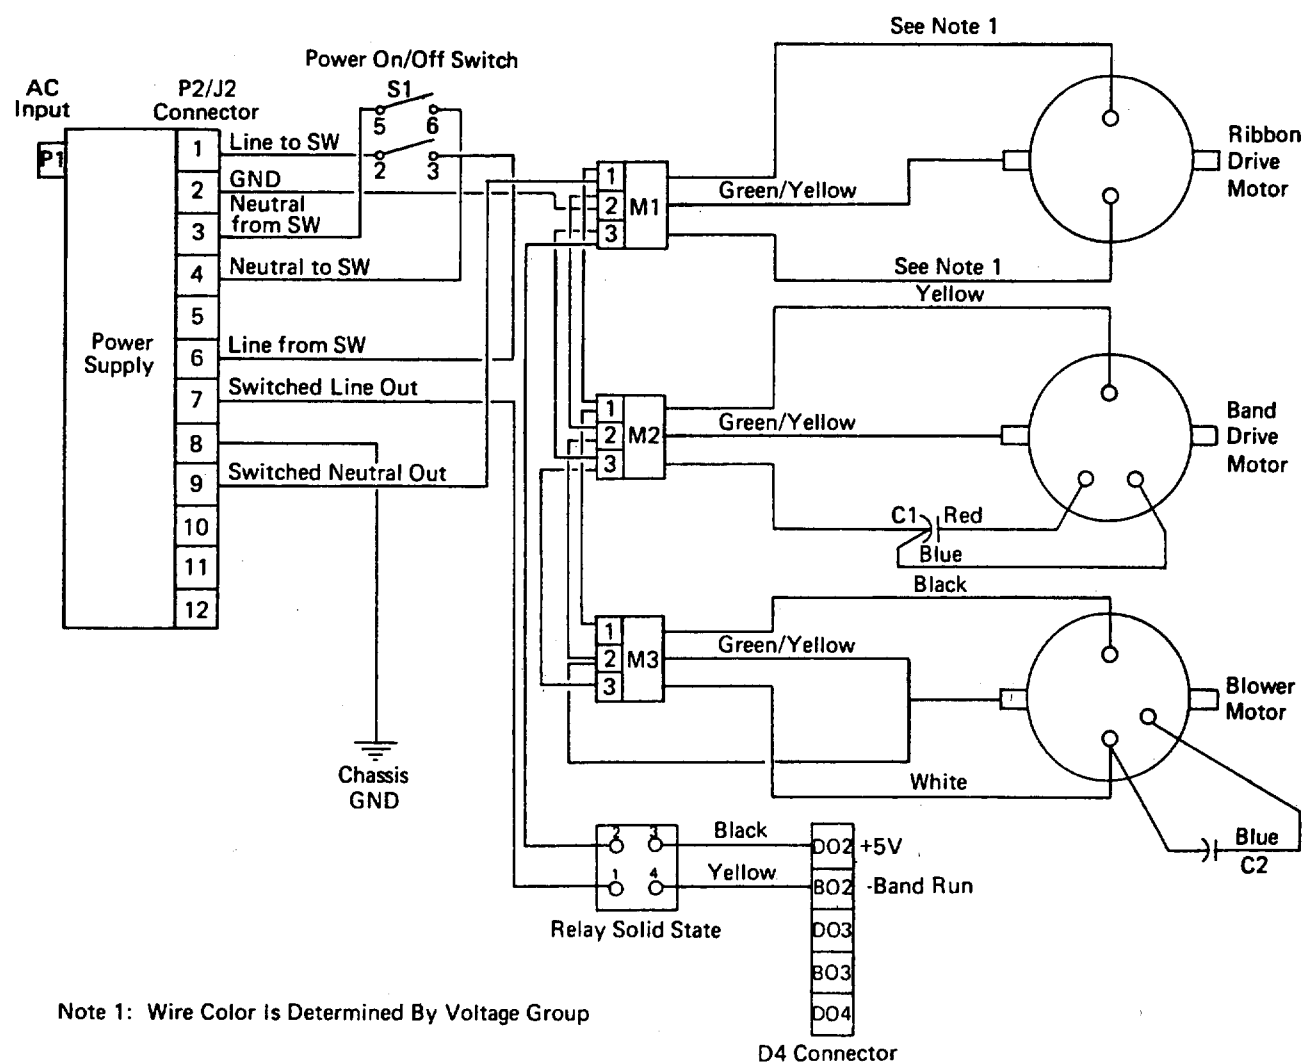 See Note 1
Power On/Off Switch
AC
Input
P2/J2
Connector
S1
5
6
2
3
P1
Power
Supply
1
2
3
4
5
6
7
8
9
10
11
12
Line to SW
GND
Neutral
from SW
Neutral to SW
Line from SW
Switched Line Out
Switched Neutral Out
Chassis
GND
1
2
3
M1
Green/Yellow
See Note 1
Ribbon
Drive
Motor
Yellow
1
2
3
M2
Green/Yellow
Band
Drive
Motor
C1
Red
Blue
Black
1
2
3
M3
Green/Yellow
Blower
Motor
White
Blue
C2
2
3
1
4
Black
Yellow
Relay Solid State
DO2
+5V
BO2
-Band Run
DO3
BO3
DO4
D4 Connector
Note 1: Wire Color Is Determined By Voltage Group